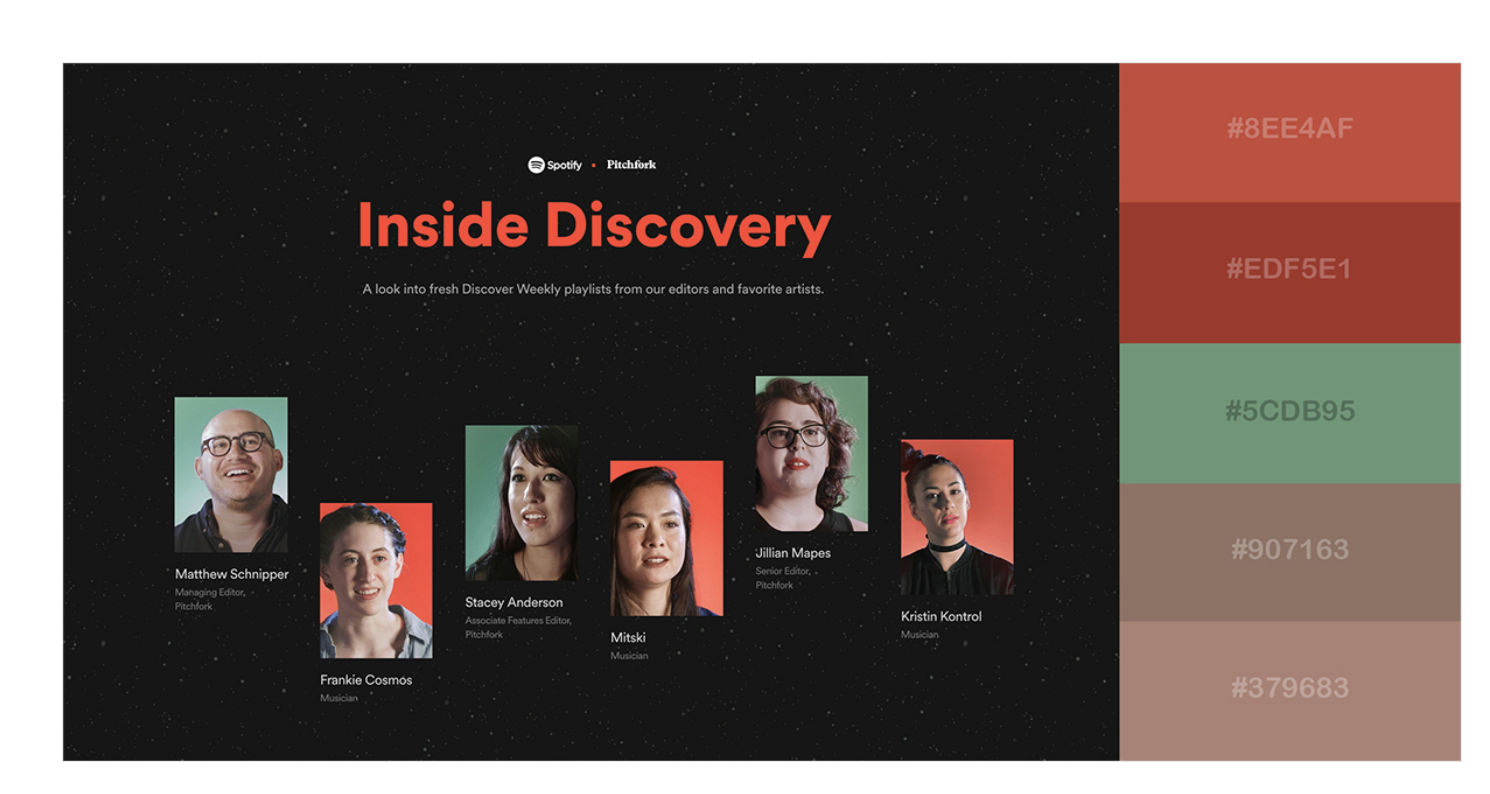 Spotify • Pitchfork
Inside Discovery
A look into fresh Discover Weekly playlists from our editors and favorite artists.
Matthew Schnipper
Managing Editor,
Pitchfork
Frankie Cosmos
Musician
Stacey Anderson
Associate Features Editor,
Pitchfork
Mitski
Musician
Jillian Mapes
Senior Editor,
Pitchfork
Kristin Kontrol
Musician
#8EE4AF
#EDF5E1
#5CDB95
#907163
#379683